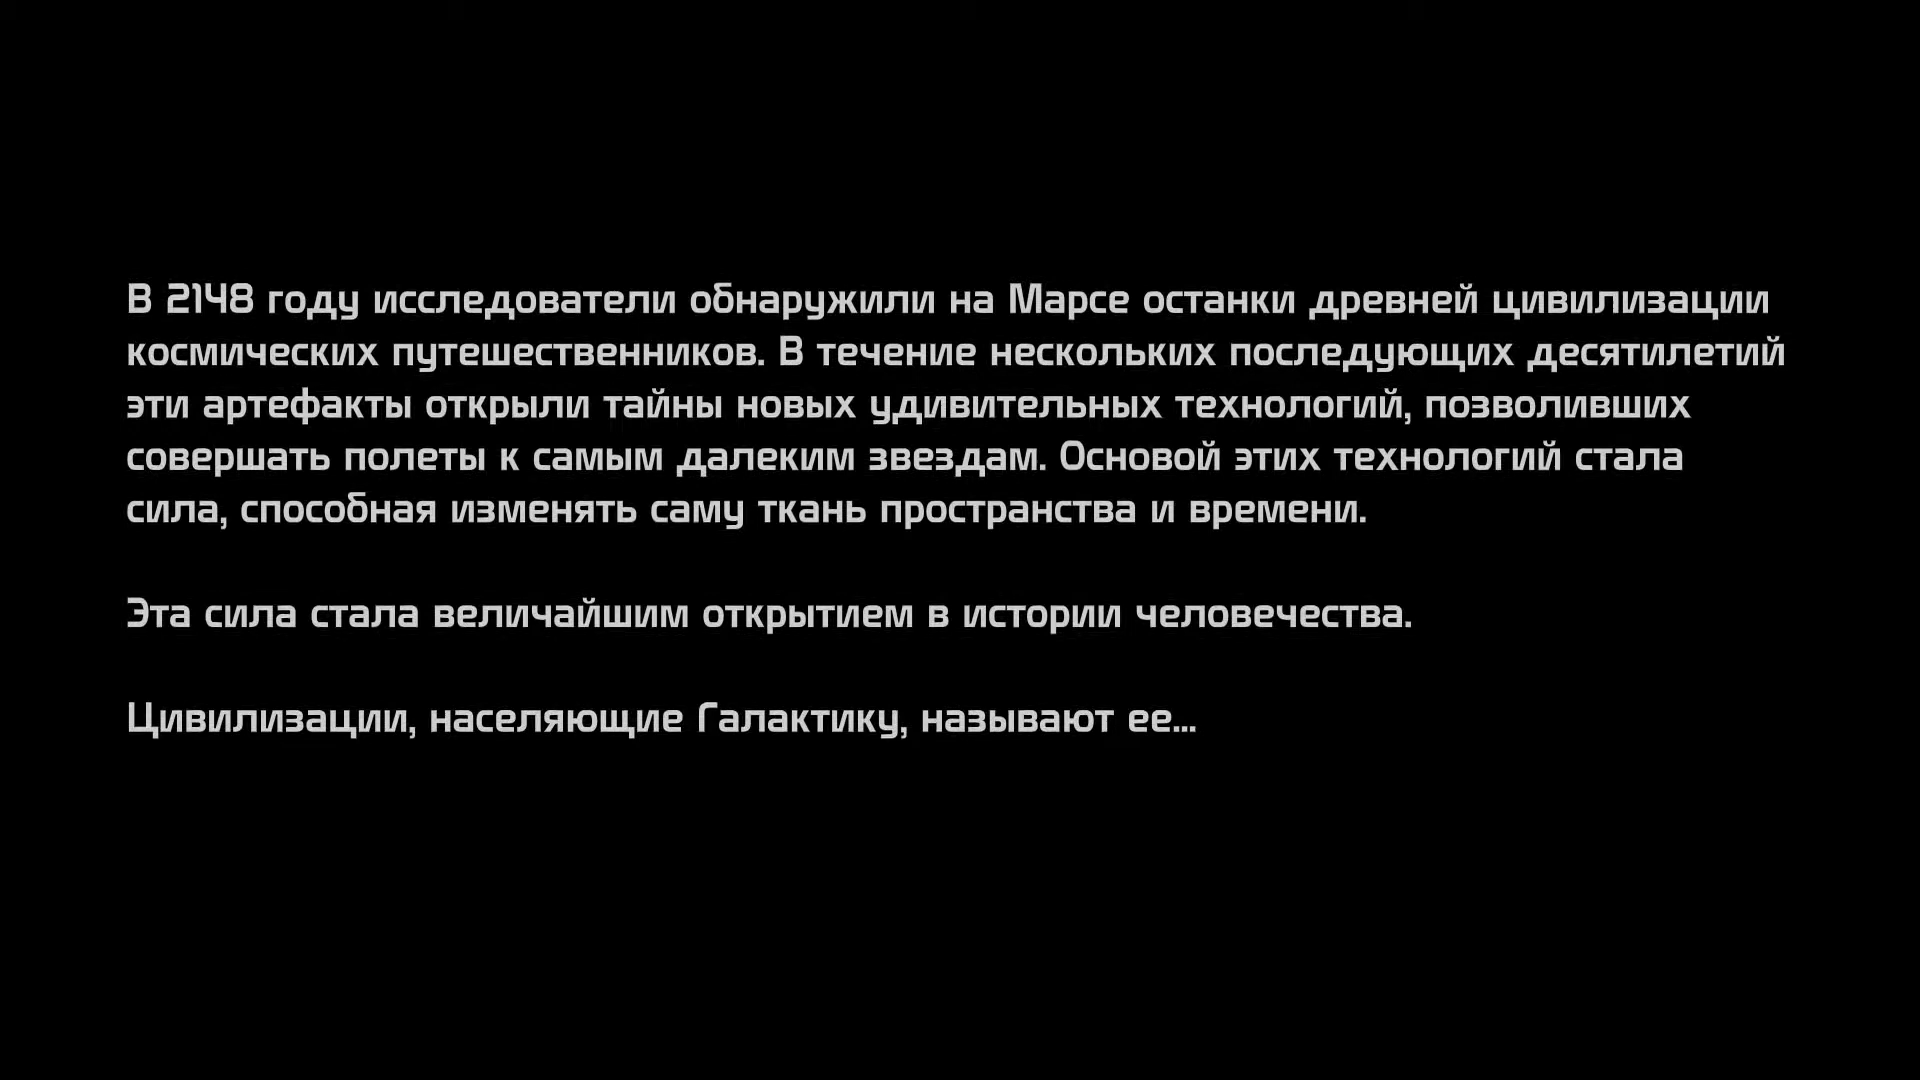 В 2148 году исследователи обнаружили на Марсе останки древней цивилизации
космических путешественников. В течение нескольких последующих десятилетий
эти артефакты открыли тайны новых удивительных технологий, позволивших
совершать полеты к самым далеким звездам. Основой этих технологий стала
сила, способная изменять саму ткань пространства и времени.
Эта сила стала величайшим открытием в истории человечества.
Цивилизации, населяющие Галактику, называют ее...